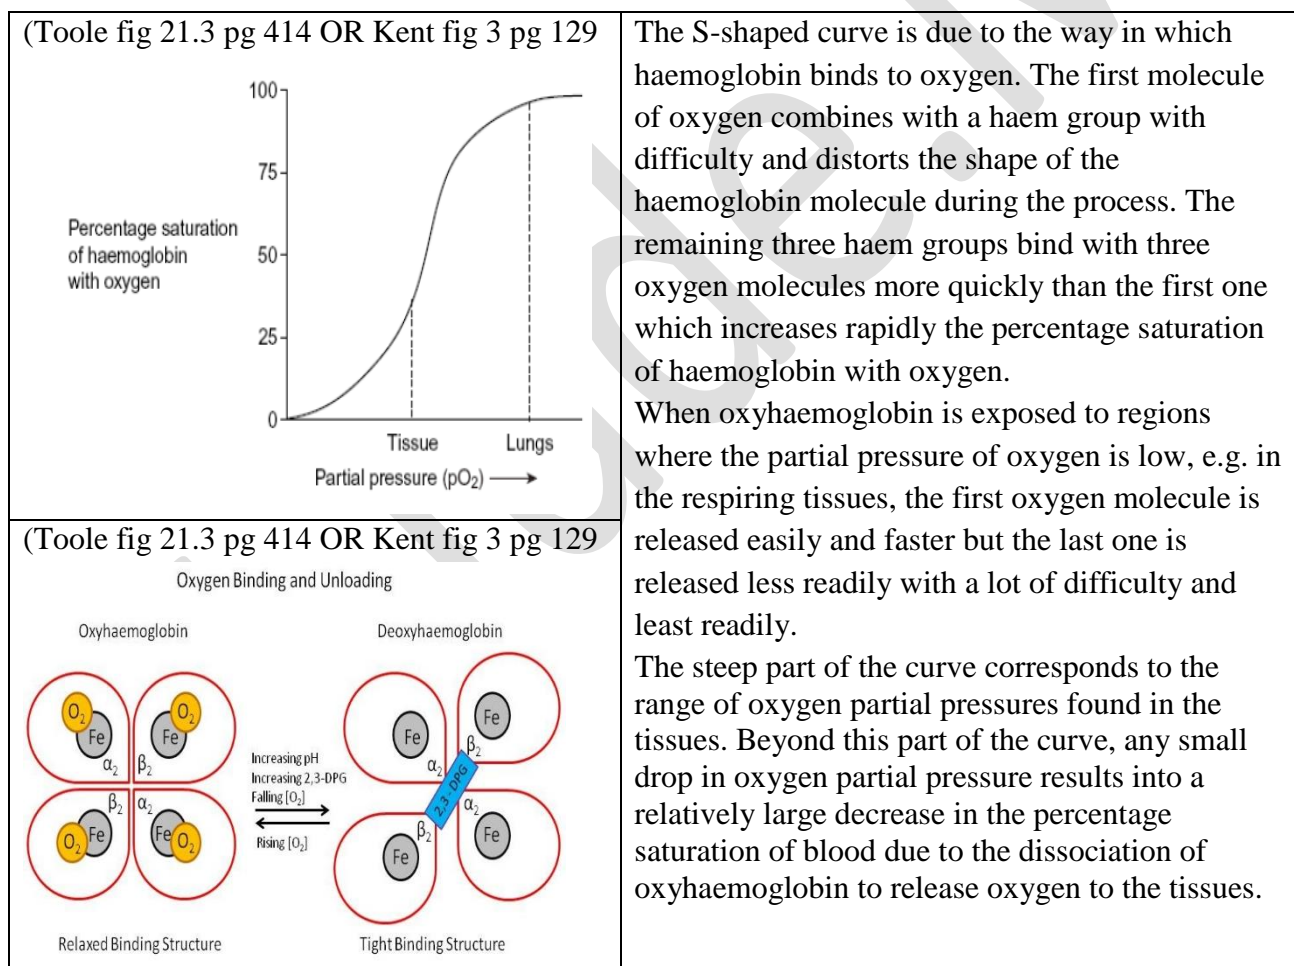 (Toole fig 21.3 pg 414 OR Kent fig 3 pg 129
100
75
50
25
0
Percentage saturation
of haemoglobin
with oxygen
Tissue
Lungs
Partial pressure (pO₂)
(Toole fig 21.3 pg 414 OR Kent fig 3 pg 129
Oxygen Binding and Unloading
Oxyhaemoglobin
Deoxyhaemoglobin
O₂ Fe α₂
O₂ Fe β₂
O₂ Fe β₂
Fe O₂ α₂
Increasing pH
Increasing 2,3-DPG
Falling [O₂]
Rising [O₂]
Fe α₂
Fe β₂
2,3 - DPG
Fe β₂
Fe α₂
Relaxed Binding Structure
Tight Binding Structure
The S-shaped curve is due to the way in which
haemoglobin binds to oxygen. The first molecule
of oxygen combines with a haem group with
difficulty and distorts the shape of the
haemoglobin molecule during the process. The
remaining three haem groups bind with three
oxygen molecules more quickly than the first one
which increases rapidly the percentage saturation
of haemoglobin with oxygen.
When oxyhaemoglobin is exposed to regions
where the partial pressure of oxygen is low, e.g. in
the respiring tissues, the first oxygen molecule is
released easily and faster but the last one is
released less readily with a lot of difficulty and
least readily.
The steep part of the curve corresponds to the
range of oxygen partial pressures found in the
tissues. Beyond this part of the curve, any small
drop in oxygen partial pressure results into a
relatively large decrease in the percentage
saturation of blood due to the dissociation of
oxyhaemoglobin to release oxygen to the tissues.